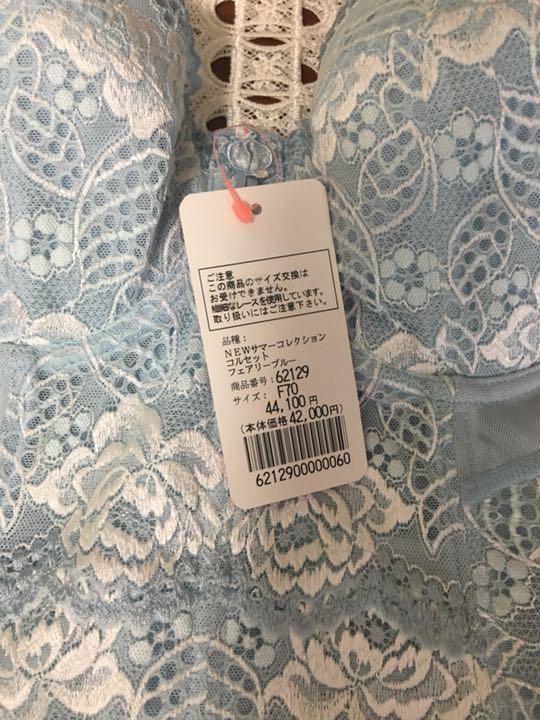 ご注意
この商品のサイズ交換は
お受けできません。
繊細なレースを使用しています。
取り扱いにはご注意下さい。
品種：
NEWサマーコレクション
コルセット
フェアリーブルー
商品番号：62129
サイズ：F70
44,100円
(本体価格42,000円)
6212900000060